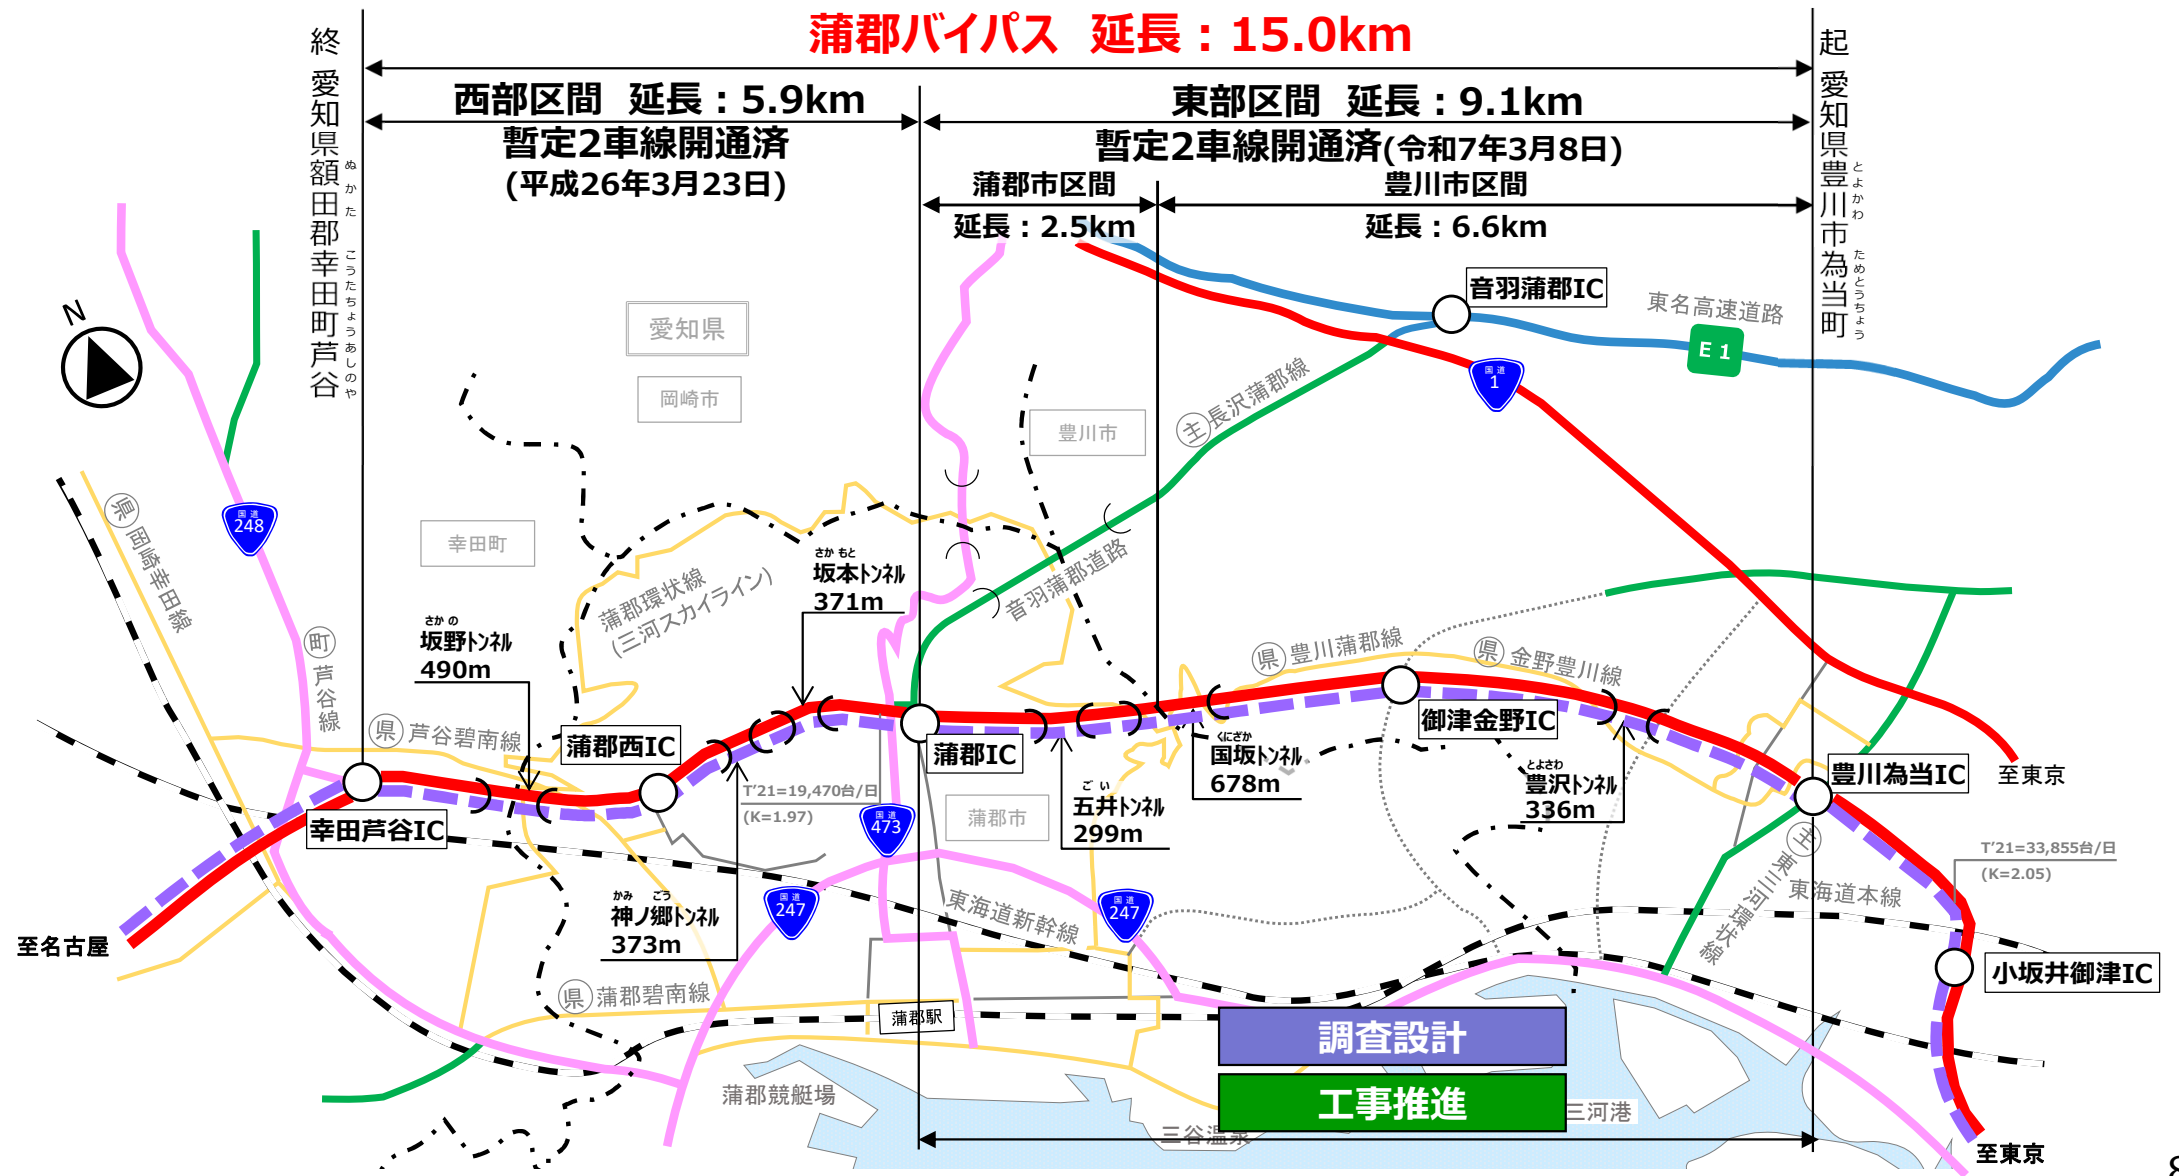 蒲郡バイパス 延長：15.0km
西部区間 延長：5.9km
暫定2車線開通済
(平成26年3月23日)
東部区間 延長：9.1km
暫定2車線開通済(令和7年3月8日)
蒲郡市区間
延長：2.5km
豊川市区間
延長：6.6km
終 愛知県額田郡幸田町芦谷
ぬかた こうたちょうあしのや
起 愛知県豊川市為当町
とよかわ ためとうちょう
N
愛知県
岡崎市
豊川市
幸田町
蒲郡市
音羽蒲郡IC
東名高速道路
E1
国道
1
主 長沢蒲郡線
音羽蒲郡道路
国道
248
県 岡崎幸田線
町 芦谷線
県 芦谷碧南線
蒲郡環状線
(三河スカイライン)
さかの
坂野トンネル
490m
さかもと
坂本トンネル
371m
県 豊川蒲郡線
県 金野豊川線
幸田芦谷IC
蒲郡西IC
蒲郡IC
御津金野IC
豊川為当IC
小坂井御津IC
くにざか
国坂トンネル
678m
ごい
五井トンネル
299m
とよさわ
豊沢トンネル
336m
かみ ごう
神ノ郷トンネル
373m
T'21=19,470台/日
(K=1.97)
T'21=33,855台/日
(K=2.05)
国道
473
国道
247
国道
247
東海道新幹線
東海道本線
主 東三河環状線
県 蒲郡碧南線
蒲郡駅
至名古屋
至東京
至東京
調査設計
工事推進
蒲郡競艇場
三谷温泉
三河港